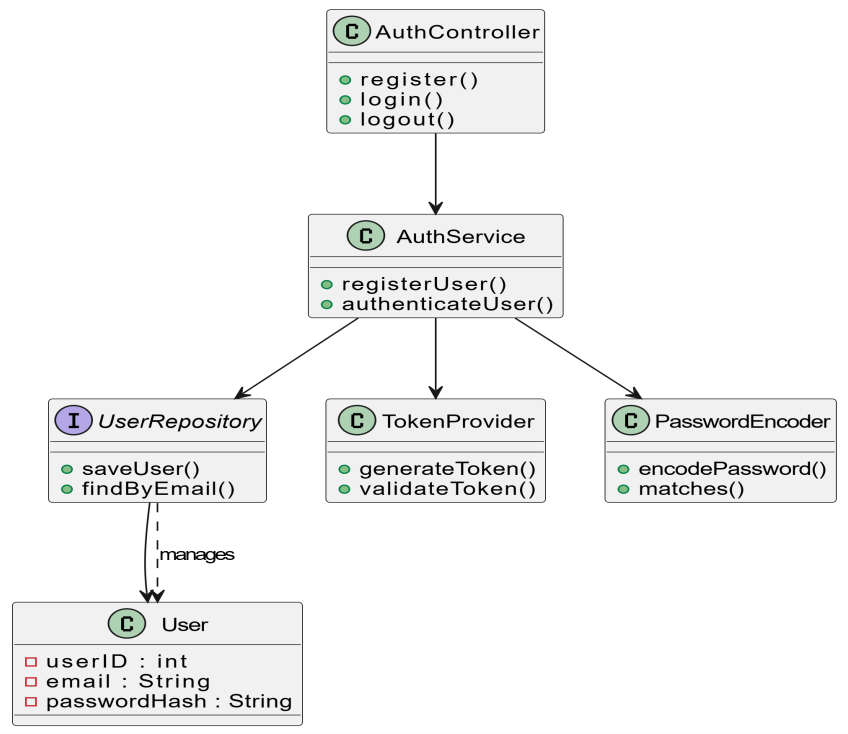 C AuthController
register()
login()
logout()
C AuthService
registerUser()
authenticateUser()
I UserRepository
saveUser()
findByEmail()
C TokenProvider
generateToken()
validateToken()
C PasswordEncoder
encodePassword()
matches()
manages
C User
userID : int
email : String
passwordHash : String